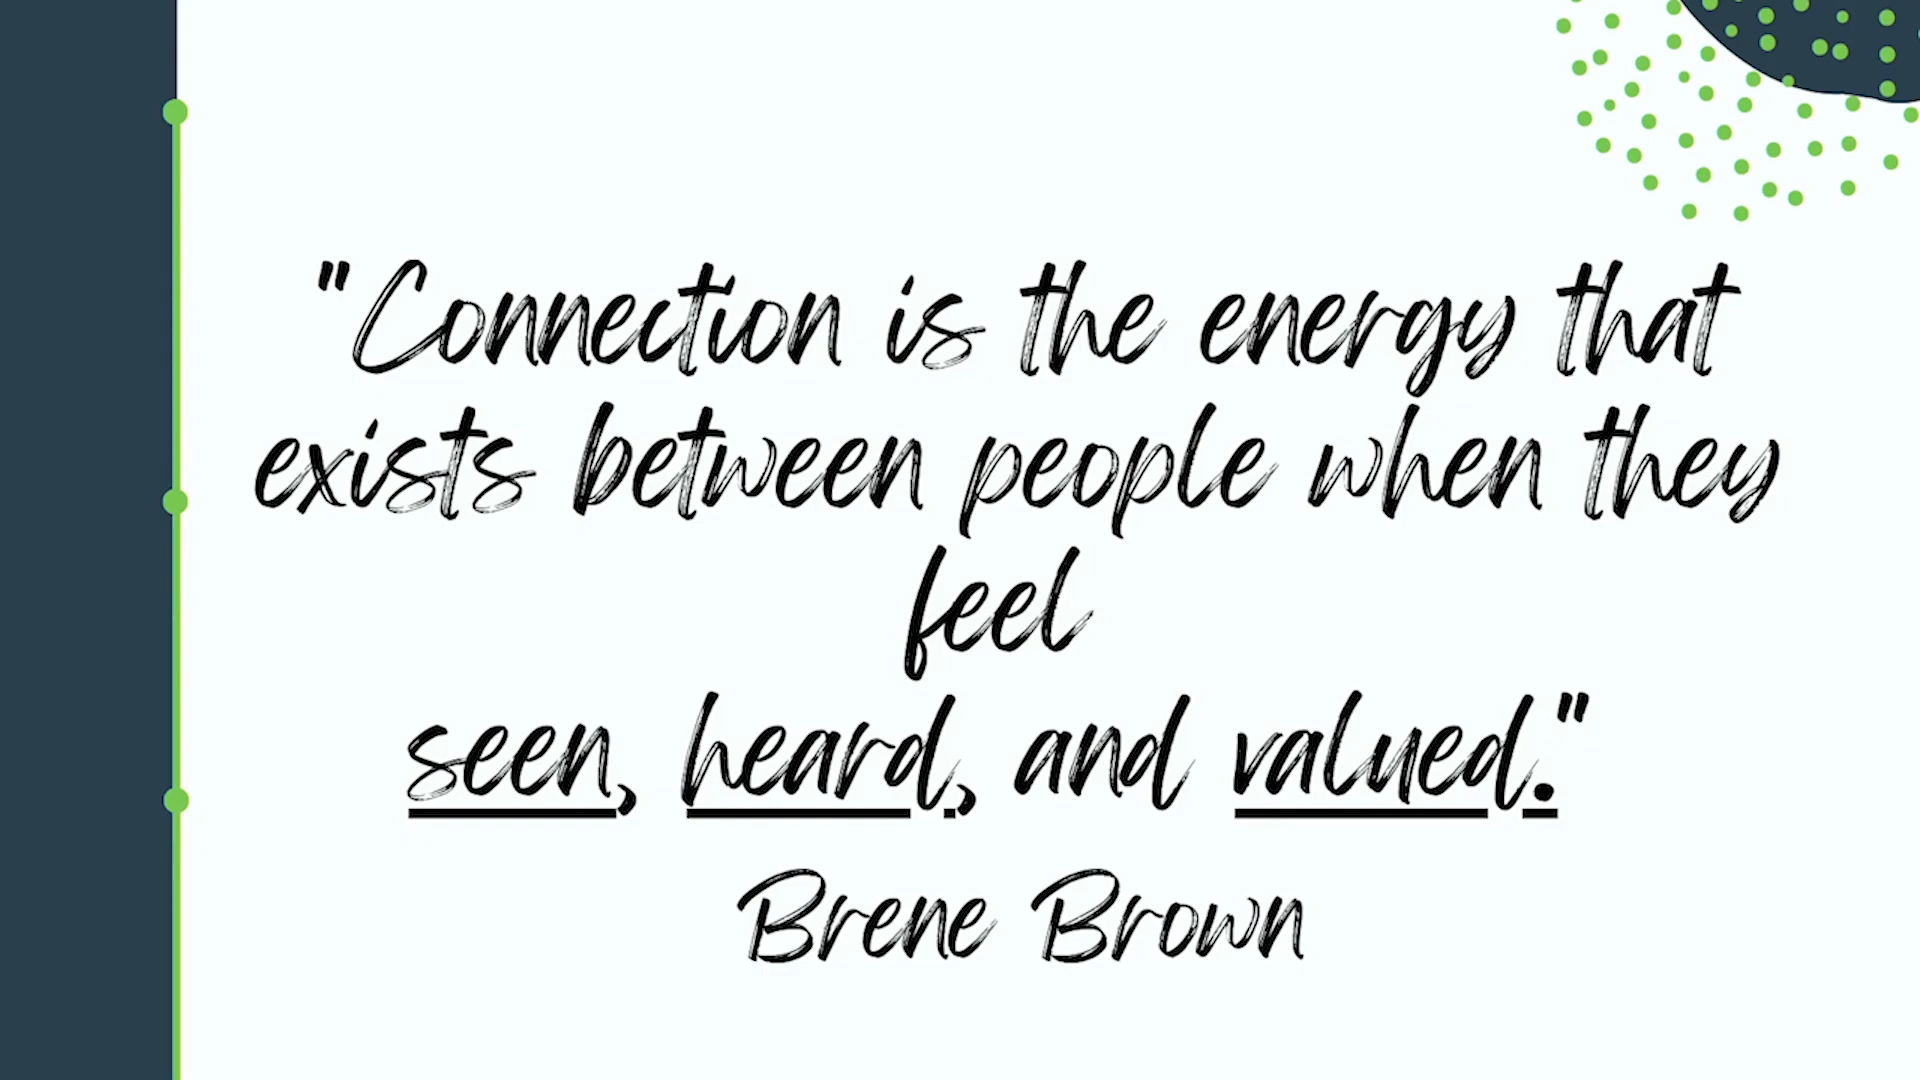 "Connection is the energy that
exists between people when they
feel
seen, heard, and valued."
Brene Brown